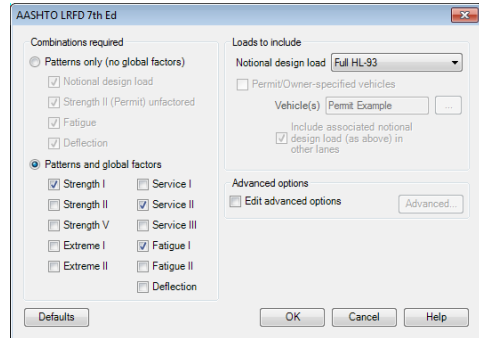 AASHTO LRFD 7th Ed
Combinations required
Patterns only (no global factors)
Notional design load
Strength II (Permit) unfactored
Fatigue
Deflection
Patterns and global factors
Strength I
Service I
Strength II
Service II
Strength V
Service III
Extreme I
Fatigue I
Extreme II
Fatigue II
Deflection
Loads to include
Notional design load
Full HL-93
Permit/Owner-specified vehicles
Vehicle(s)
Permit Example
...
Include associated notional
design load (as above) in
other lanes
Advanced options
Edit advanced options
Advanced...
Defaults
OK
Cancel
Help